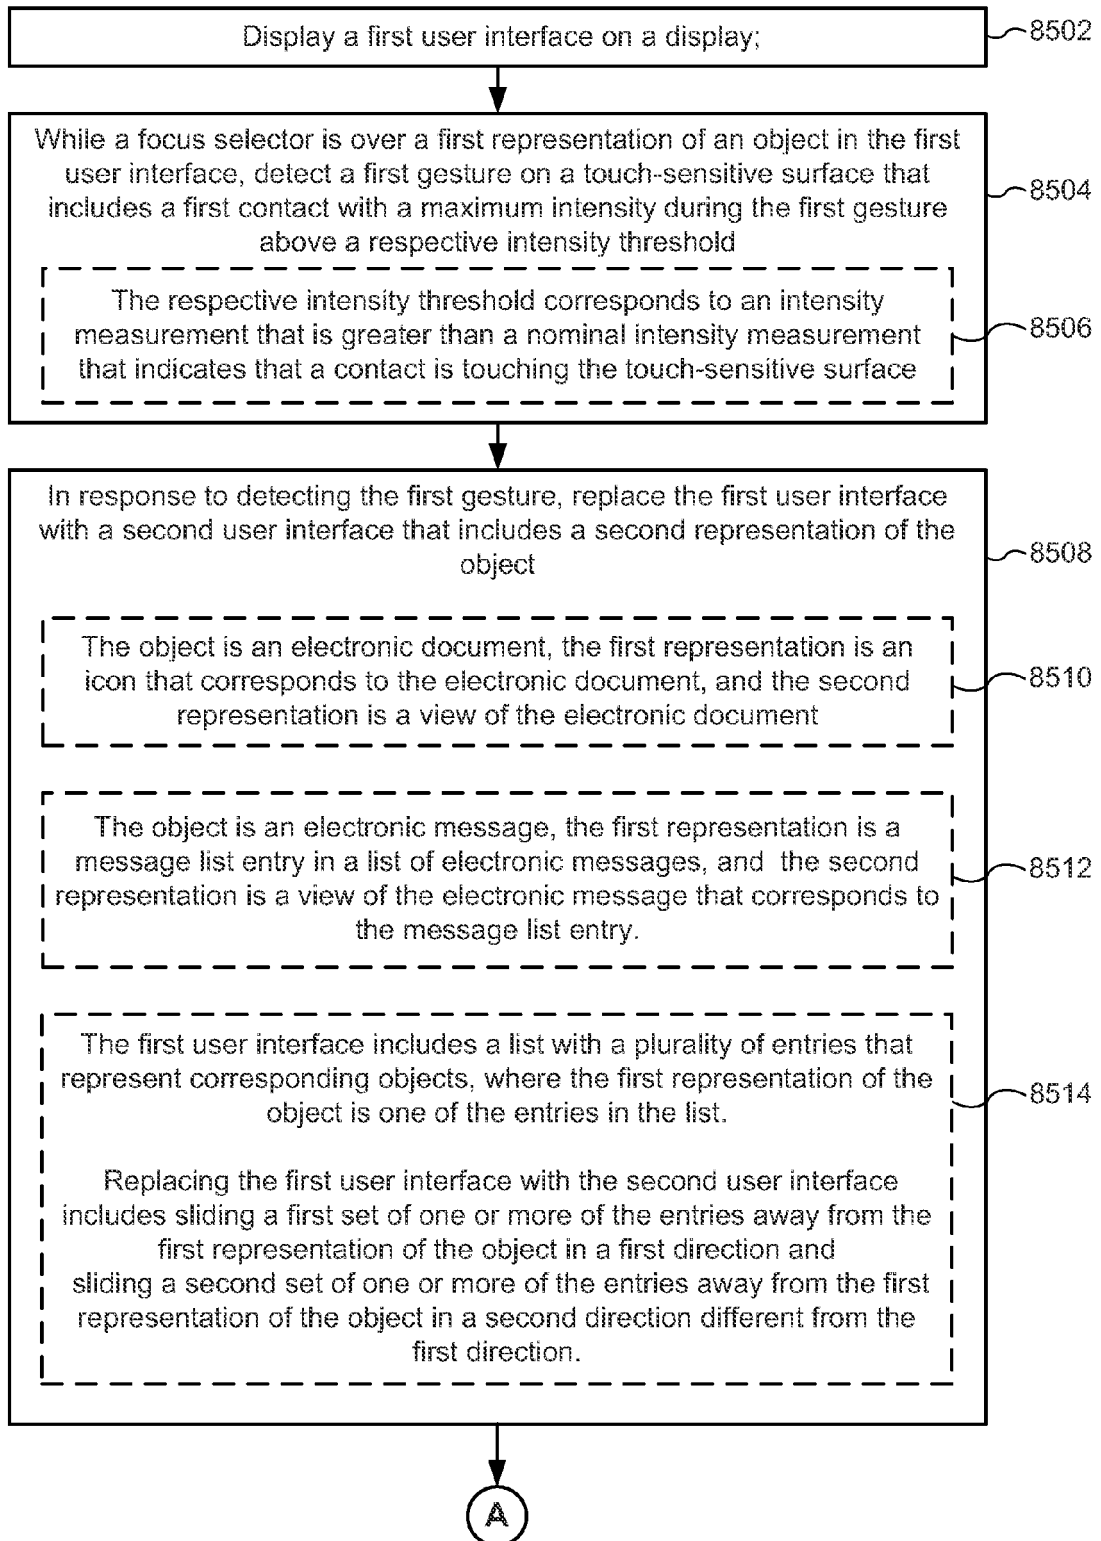 Display a first user interface on a display;
8502
While a focus selector is over a first representation of an object in the first
user interface, detect a first gesture on a touch-sensitive surface that
includes a first contact with a maximum intensity during the first gesture
above a respective intensity threshold
8504
The respective intensity threshold corresponds to an intensity
measurement that is greater than a nominal intensity measurement
that indicates that a contact is touching the touch-sensitive surface
8506
In response to detecting the first gesture, replace the first user interface
with a second user interface that includes a second representation of the
object
8508
The object is an electronic document, the first representation is an
icon that corresponds to the electronic document, and the second
representation is a view of the electronic document
8510
The object is an electronic message, the first representation is a
message list entry in a list of electronic messages, and  the second
representation is a view of the electronic message that corresponds to
the message list entry.
8512
The first user interface includes a list with a plurality of entries that
represent corresponding objects, where the first representation of the
object is one of the entries in the list.
8514
Replacing the first user interface with the second user interface
includes sliding a first set of one or more of the entries away from the
first representation of the object in a first direction and
sliding a second set of one or more of the entries away from the first
representation of the object in a second direction different from the
first direction.
A